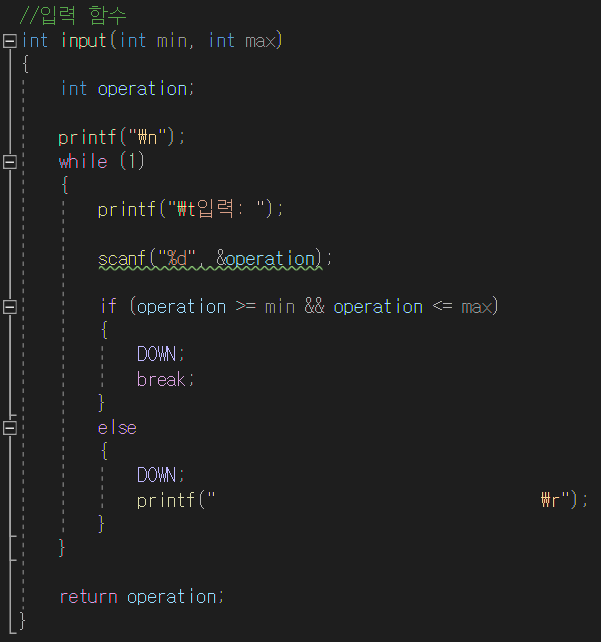 //입력 함수
int input(int min, int max)
{
    int operation;
    printf("₩n");
    while (1)
    {
        printf("₩t입력: ");
        scanf("%d", &operation);
        if (operation >= min && operation <= max)
        {
            DOWN;
            break;
        }
        else
        {
            DOWN;
            printf("                                  ₩r");
        }
    }
    return operation;
}